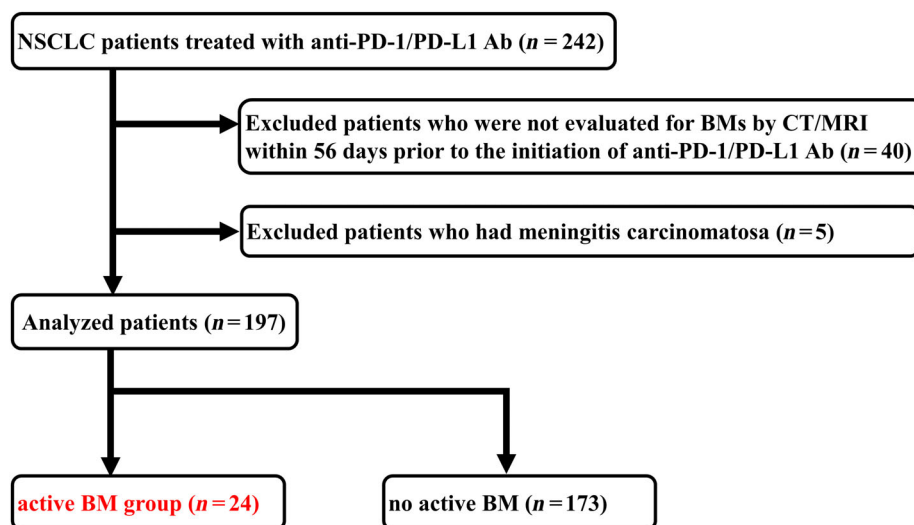 NSCLC patients treated with anti-PD-1/PD-L1 Ab (n = 242)
Excluded patients who were not evaluated for BMs by CT/MRI
within 56 days prior to the initiation of anti-PD-1/PD-L1 Ab (n = 40)
Excluded patients who had meningitis carcinomatosa (n = 5)
Analyzed patients (n = 197)
active BM group (n = 24)
no active BM (n = 173)